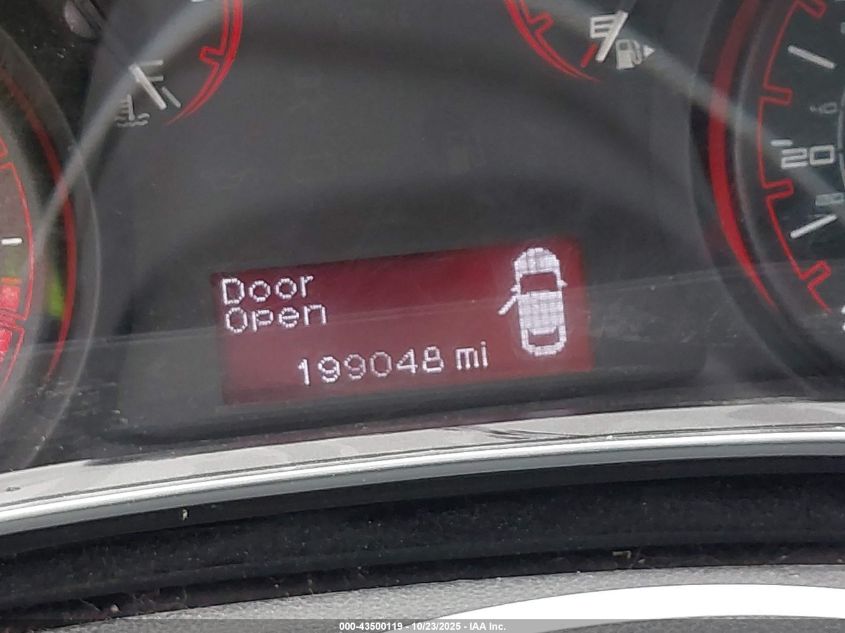 E
20
Door
Open
199048 mi
000-43500119 - 10/23/2025 - IAA Inc.